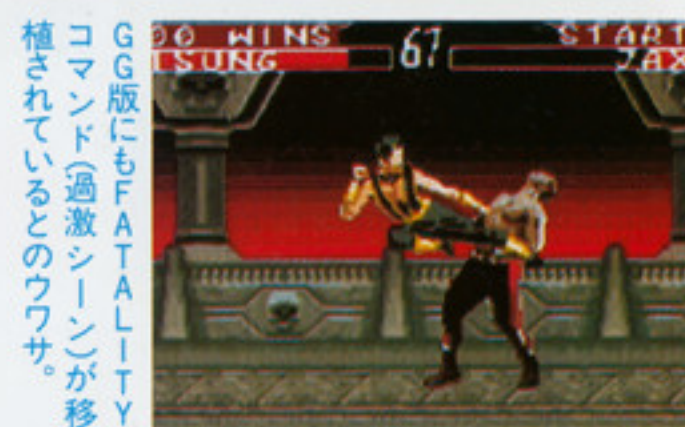 GG版にもFATALITY
コマンド(過激シーン)が移
植されているとのウワサ。
00 WINS
67
START
LSUNG
JAX